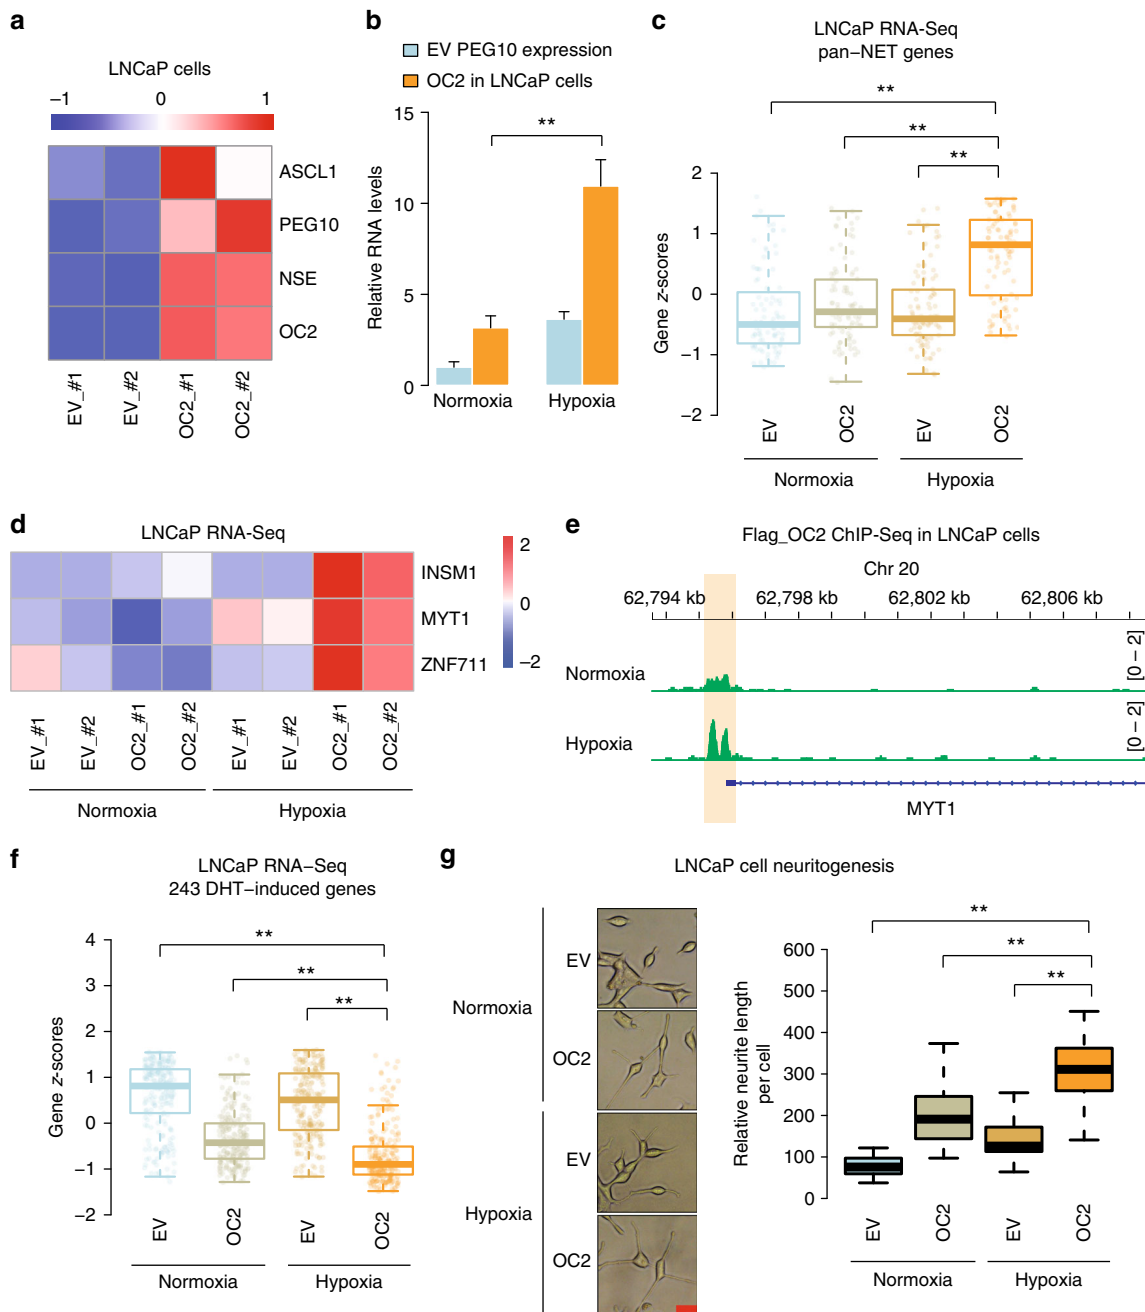 a
LNCaP cells
−1 0 1
ASCL1
PEG10
NSE
OC2
EV_#1 EV_#2 OC2_#1 OC2_#2
b
EV PEG10 expression
OC2 in LNCaP cells
**
Relative RNA levels
15
10
5
0
Normoxia Hypoxia
c
LNCaP RNA-Seq
pan−NET genes
**
**
**
Gene z-scores
2
1
0
−1
−2
EV OC2 EV OC2
Normoxia Hypoxia
d
LNCaP RNA-Seq
INSM1
MYT1
ZNF711
2
0
−2
EV_#1 EV_#2 OC2_#1 OC2_#2 EV_#1 EV_#2 OC2_#1 OC2_#2
Normoxia Hypoxia
e
Flag_OC2 ChIP-Seq in LNCaP cells
Chr 20
62,794 kb 62,798 kb 62,802 kb 62,806 kb
Normoxia [0 − 2]
Hypoxia [0 − 2]
MYT1
f
LNCaP RNA−Seq
243 DHT−induced genes
**
**
**
Gene z-scores
4
3
2
1
0
−1
−2
EV OC2 EV OC2
Normoxia Hypoxia
g
LNCaP cell neuritogenesis
Normoxia
EV
OC2
Hypoxia
EV
OC2
**
**
**
Relative neurite length
per cell
600
500
400
300
200
100
0
EV OC2 EV OC2
Normoxia Hypoxia